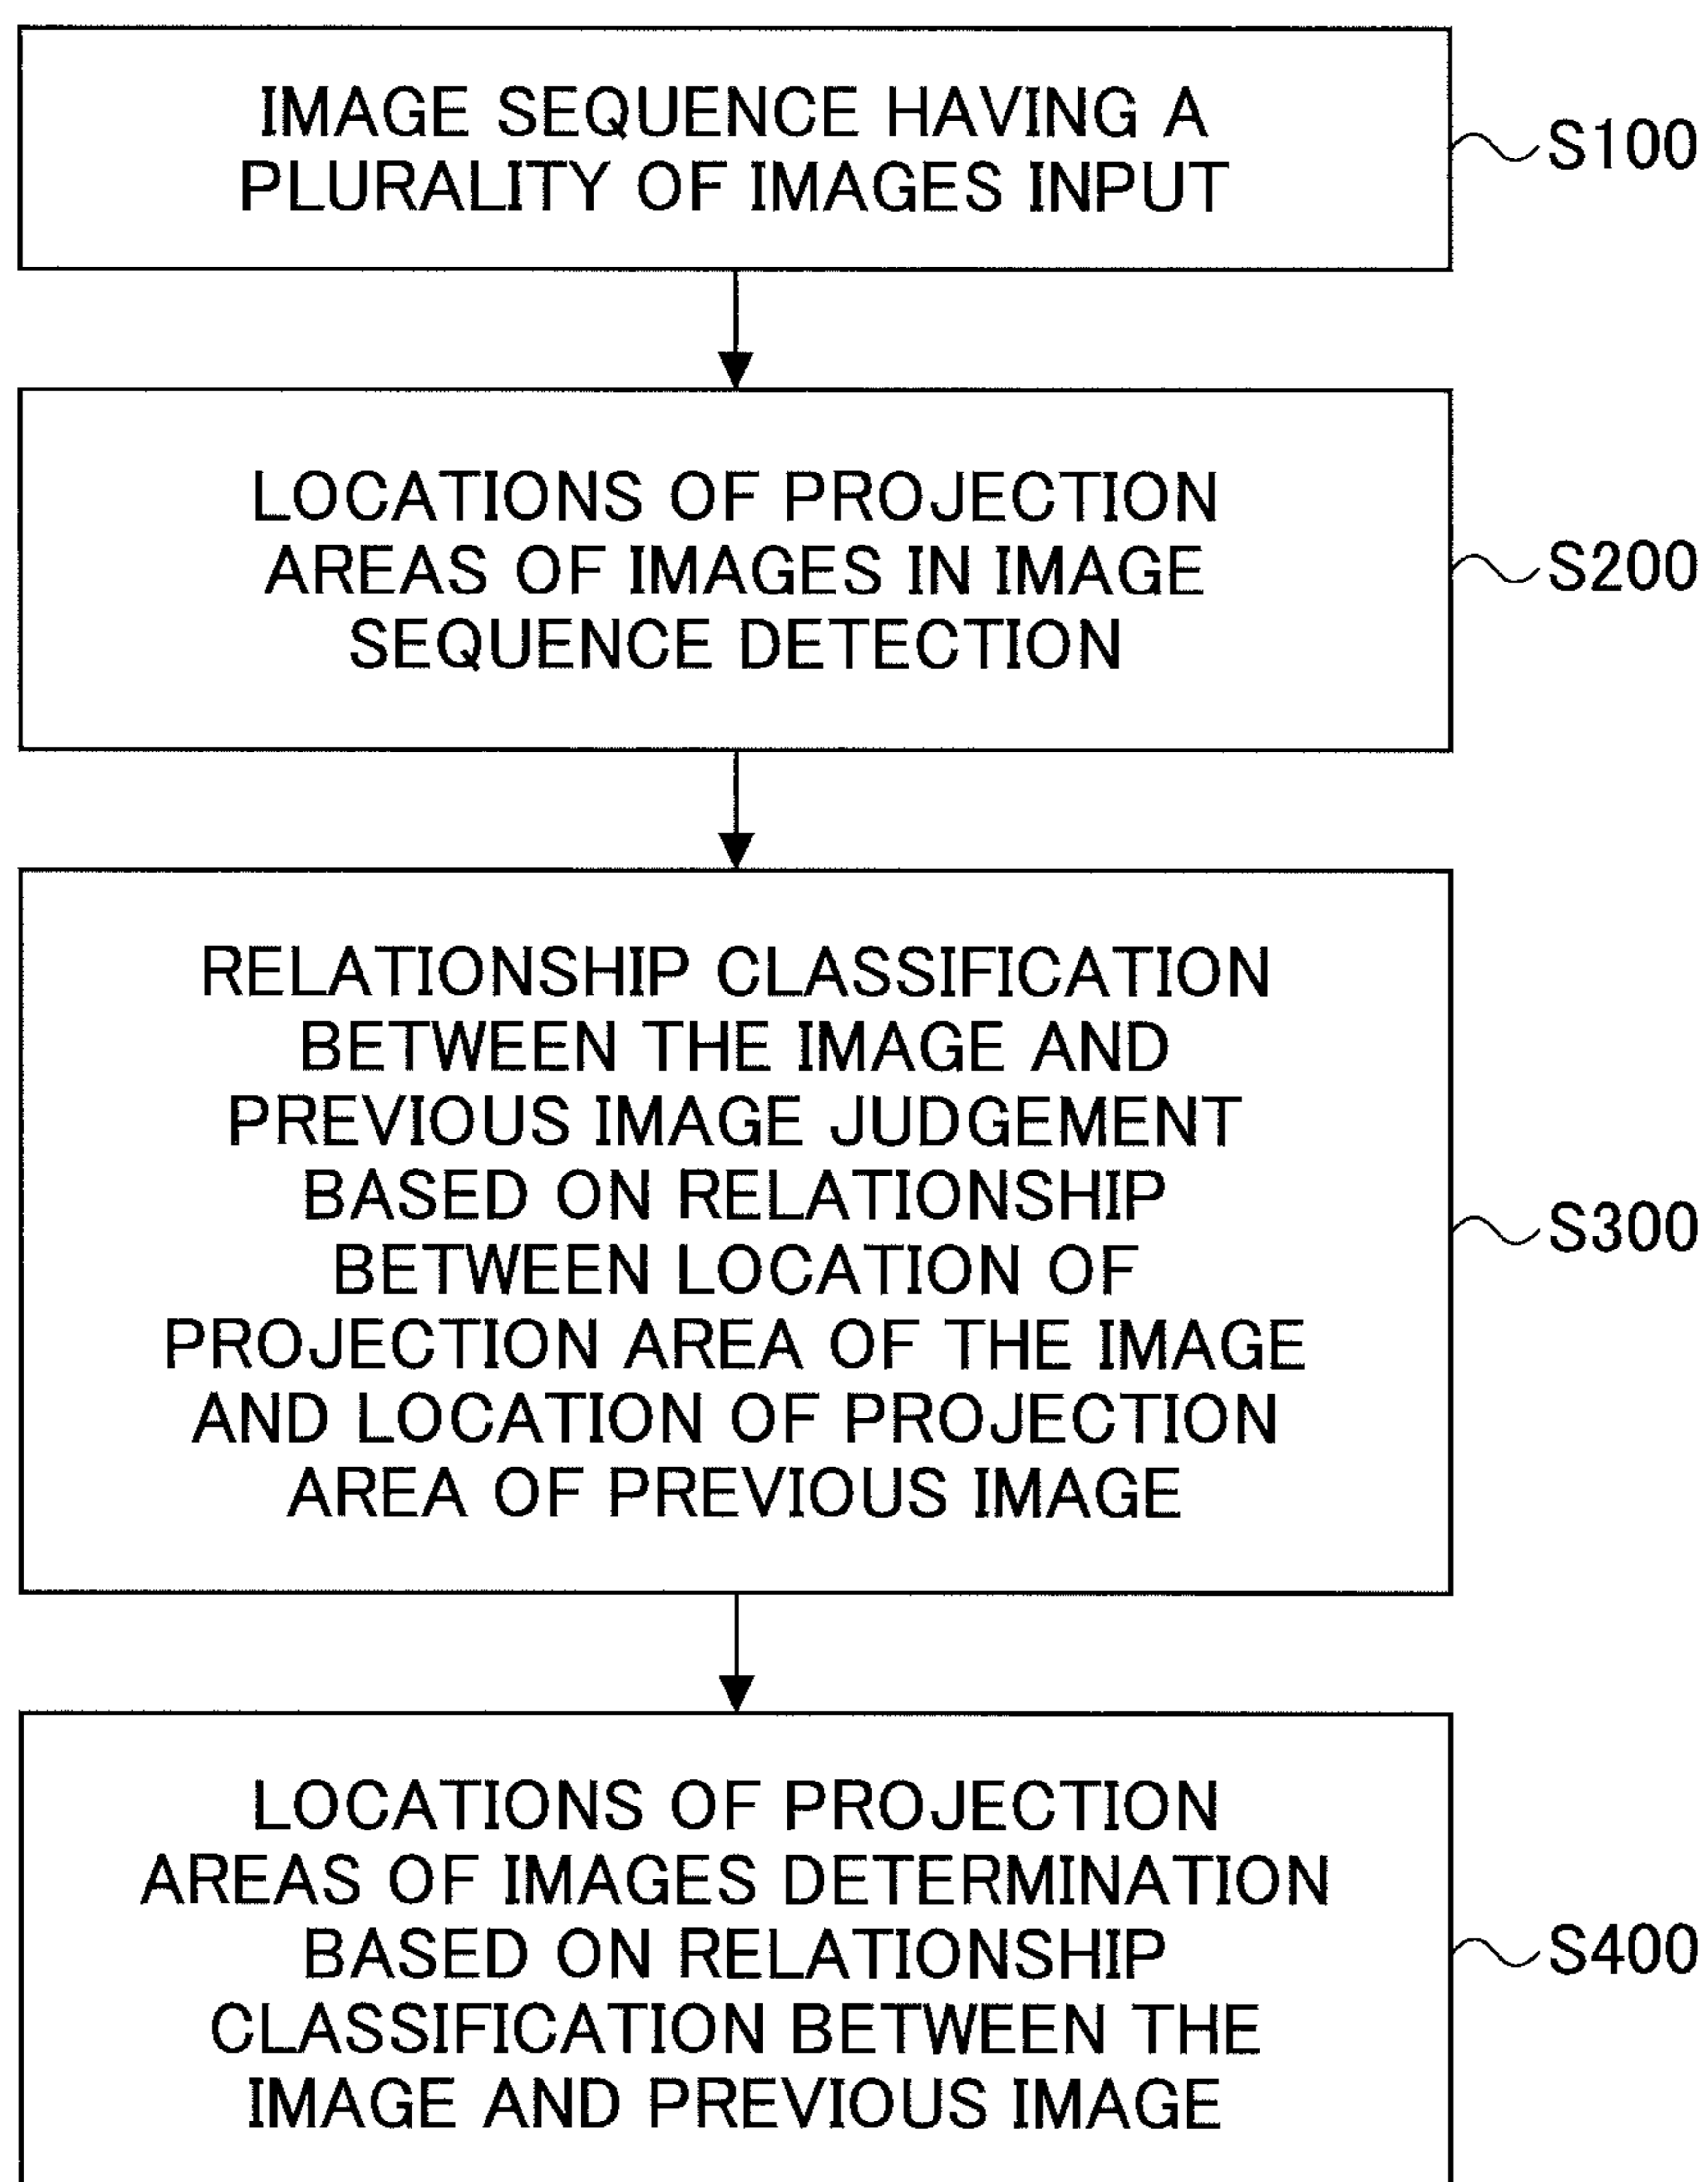 IMAGE SEQUENCE HAVING A
PLURALITY OF IMAGES INPUT
S100
LOCATIONS OF PROJECTION
AREAS OF IMAGES IN IMAGE
SEQUENCE DETECTION
S200
RELATIONSHIP CLASSIFICATION
BETWEEN THE IMAGE AND
PREVIOUS IMAGE JUDGEMENT
BASED ON RELATIONSHIP
BETWEEN LOCATION OF
PROJECTION AREA OF THE IMAGE
AND LOCATION OF PROJECTION
AREA OF PREVIOUS IMAGE
S300
LOCATIONS OF PROJECTION
AREAS OF IMAGES DETERMINATION
BASED ON RELATIONSHIP
CLASSIFICATION BETWEEN THE
IMAGE AND PREVIOUS IMAGE
S400